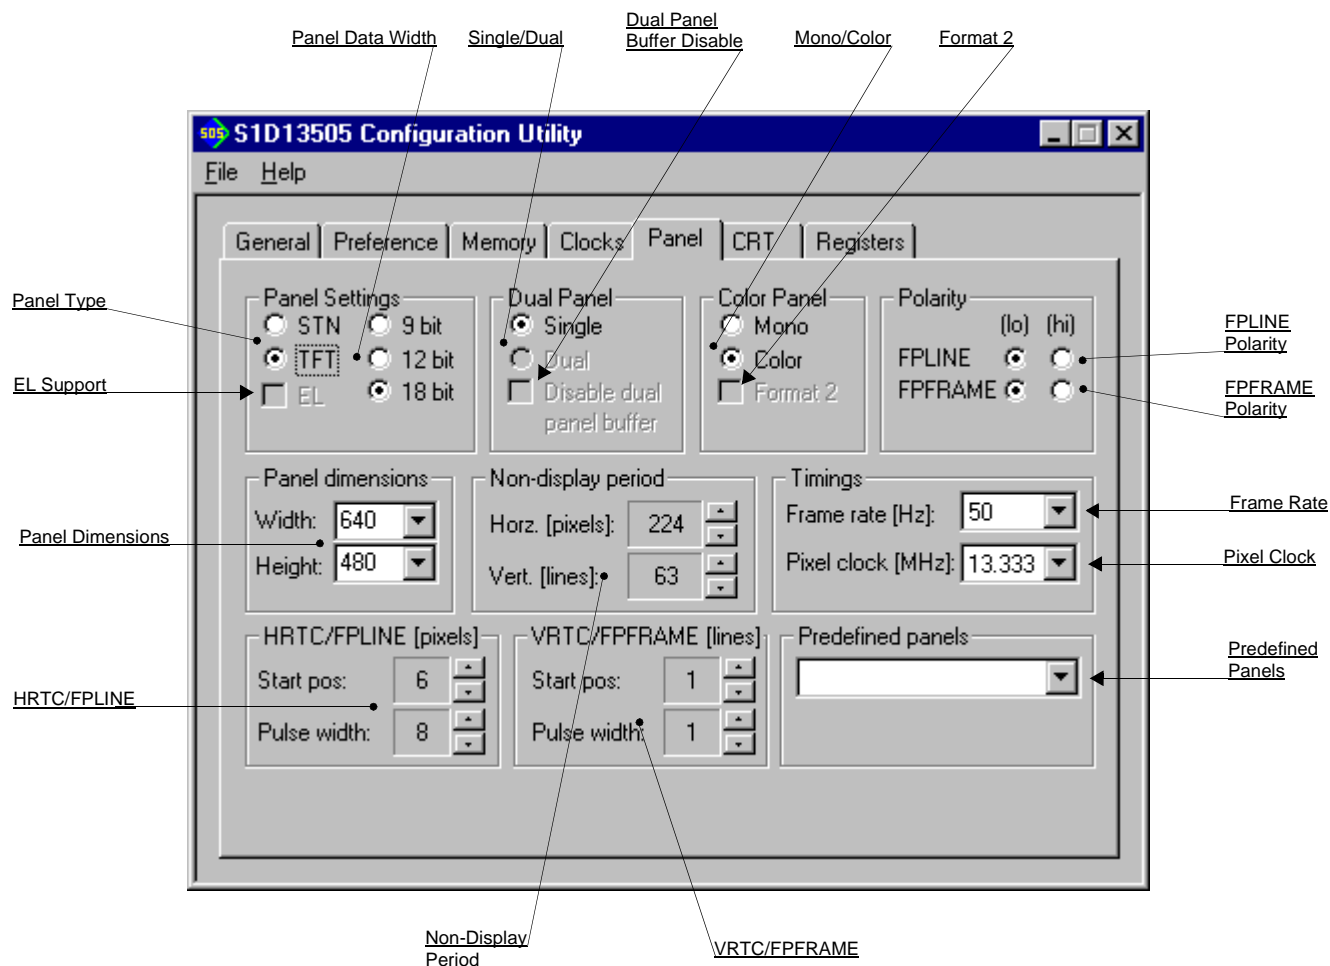 Dual Panel
Buffer Disable
Panel Data Width
Single/Dual
Mono/Color
Format 2
505 S1D13505 Configuration Utility
File Help
General Preference Memory Clocks Panel CRT Registers
Panel Type
EL Support
Panel Settings
STN 9 bit
TFT 12 bit
EL 18 bit
Dual Panel
Single
Dual
Disable dual
panel buffer
Color Panel
Mono
Color
Format 2
Polarity
(lo) (hi)
FPLINE
FPFRAME
FPLINE
Polarity
FPFRAME
Polarity
Panel Dimensions
Panel dimensions
Width: 640
Height: 480
Non-display period
Horz. [pixels]: 224
Vert. [lines]: 63
Timings
Frame rate [Hz]: 50
Pixel clock [MHz]: 13.333
Frame Rate
Pixel Clock
HRTC/FPLINE
HRTC/FPLINE [pixels]
Start pos: 6
Pulse width: 8
VRTC/FPFRAME [lines]
Start pos: 1
Pulse width: 1
Predefined panels
Predefined
Panels
Non-Display
Period
VRTC/FPFRAME